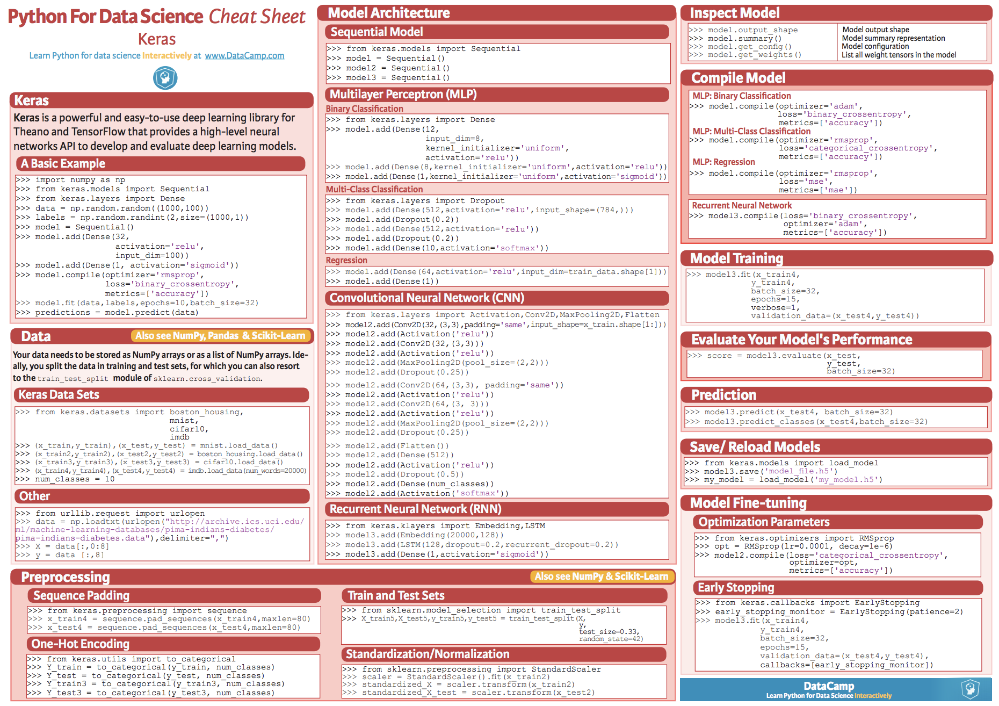 Python For Data Science Cheat Sheet
Keras
Learn Python for data science Interactively at www.DataCamp.com
Keras
Keras is a powerful and easy-to-use deep learning library for
Theano and TensorFlow that provides a high-level neural
networks API to develop and evaluate deep learning models.
A Basic Example
>>> import numpy as np
>>> from keras.models import Sequential
>>> from keras.layers import Dense
>>> data = np.random.random((1000,100))
>>> labels = np.random.randint(2,size=(1000,1))
>>> model = Sequential()
>>> model.add(Dense(32,
activation='relu',
input_dim=100))
>>> model.add(Dense(1, activation='sigmoid'))
>>> model.compile(optimizer='rmsprop',
loss='binary_crossentropy',
metrics=['accuracy'])
>>> model.fit(data,labels,epochs=10,batch_size=32)
>>> predictions = model.predict(data)
Data
Also see NumPy, Pandas & Scikit-Learn
Your data needs to be stored as NumPy arrays or as a list of NumPy arrays. Ide-
ally, you split the data in training and test sets, for which you can also resort
to the train_test_split module of sklearn.cross_validation.
Keras Data Sets
>>> from keras.datasets import boston_housing,
mnist,
cifar10,
imdb
>>> (x_train,y_train),(x_test,y_test) = mnist.load_data()
>>> (x_train2,y_train2),(x_test2,y_test2) = boston_housing.load_data()
>>> (x_train3,y_train3),(x_test3,y_test3) = cifar10.load_data()
>>> (x_train4,y_train4),(x_test4,y_test4) = imdb.load_data(num_words=20000)
>>> num_classes = 10
Other
>>> from urllib.request import urlopen
>>> data = np.loadtxt(urlopen("http://archive.ics.uci.edu/
ml/machine-learning-databases/pima-indians-diabetes/
pima-indians-diabetes.data"),delimiter=",")
>>> X = data[:,0:8]
>>> y = data [:,8]
Model Architecture
Sequential Model
>>> from keras.models import Sequential
>>> model = Sequential()
>>> model2 = Sequential()
>>> model3 = Sequential()
Multilayer Perceptron (MLP)
Binary Classification
>>> from keras.layers import Dense
>>> model.add(Dense(12,
input_dim=8,
kernel_initializer='uniform',
activation='relu'))
>>> model.add(Dense(8,kernel_initializer='uniform',activation='relu'))
>>> model.add(Dense(1,kernel_initializer='uniform',activation='sigmoid'))
Multi-Class Classification
>>> from keras.layers import Dropout
>>> model.add(Dense(512,activation='relu',input_shape=(784,)))
>>> model.add(Dropout(0.2))
>>> model.add(Dense(512,activation='relu'))
>>> model.add(Dropout(0.2))
>>> model.add(Dense(10,activation='softmax'))
Regression
>>> model.add(Dense(64,activation='relu',input_dim=train_data.shape[1]))
>>> model.add(Dense(1))
Convolutional Neural Network (CNN)
>>> from keras.layers import Activation,Conv2D,MaxPooling2D,Flatten
>>> model2.add(Conv2D(32,(3,3),padding='same',input_shape=x_train.shape[1:]))
>>> model2.add(Activation('relu'))
>>> model2.add(Conv2D(32,(3,3)))
>>> model2.add(Activation('relu'))
>>> model2.add(MaxPooling2D(pool_size=(2,2)))
>>> model2.add(Dropout(0.25))
>>> model2.add(Conv2D(64,(3,3), padding='same'))
>>> model2.add(Activation('relu'))
>>> model2.add(Conv2D(64,(3, 3)))
>>> model2.add(Activation('relu'))
>>> model2.add(MaxPooling2D(pool_size=(2,2)))
>>> model2.add(Dropout(0.25))
>>> model2.add(Flatten())
>>> model2.add(Dense(512))
>>> model2.add(Activation('relu'))
>>> model2.add(Dropout(0.5))
>>> model2.add(Dense(num_classes))
>>> model2.add(Activation('softmax'))
Recurrent Neural Network (RNN)
>>> from keras.klayers import Embedding,LSTM
>>> model3.add(Embedding(20000,128))
>>> model3.add(LSTM(128,dropout=0.2,recurrent_dropout=0.2))
>>> model3.add(Dense(1,activation='sigmoid'))
Preprocessing
Also see NumPy & Scikit-Learn
Sequence Padding
>>> from keras.preprocessing import sequence
>>> x_train4 = sequence.pad_sequences(x_train4,maxlen=80)
>>> x_test4 = sequence.pad_sequences(x_test4,maxlen=80)
One-Hot Encoding
>>> from keras.utils import to_categorical
>>> Y_train = to_categorical(y_train, num_classes)
>>> Y_test = to_categorical(y_test, num_classes)
>>> Y_train3 = to_categorical(y_train3, num_classes)
>>> Y_test3 = to_categorical(y_test3, num_classes)
Train and Test Sets
>>> from sklearn.model_selection import train_test_split
>>> X_train5,X_test5,y_train5,y_test5 = train_test_split(X,
y,
test_size=0.33,
random_state=42)
Standardization/Normalization
>>> from sklearn.preprocessing import StandardScaler
>>> scaler = StandardScaler().fit(x_train2)
>>> standardized_X = scaler.transform(x_train2)
>>> standardized_X_test = scaler.transform(x_test2)
Inspect Model
>>> model.output_shape Model output shape
>>> model.summary() Model summary representation
>>> model.get_config() Model configuration
>>> model.get_weights() List all weight tensors in the model
Compile Model
MLP: Binary Classification
>>> model.compile(optimizer='adam',
loss='binary_crossentropy',
metrics=['accuracy'])
MLP: Multi-Class Classification
>>> model.compile(optimizer='rmsprop',
loss='categorical_crossentropy',
metrics=['accuracy'])
MLP: Regression
>>> model.compile(optimizer='rmsprop',
loss='mse',
metrics=['mae'])
Recurrent Neural Network
>>> model3.compile(loss='binary_crossentropy',
optimizer='adam',
metrics=['accuracy'])
Model Training
>>> model3.fit(x_train4,
y_train4,
batch_size=32,
epochs=15,
verbose=1,
validation_data=(x_test4,y_test4))
Evaluate Your Model's Performance
>>> score = model3.evaluate(x_test,
y_test,
batch_size=32)
Prediction
>>> model3.predict(x_test4, batch_size=32)
>>> model3.predict_classes(x_test4,batch_size=32)
Save/ Reload Models
>>> from keras.models import load_model
>>> model3.save('model_file.h5')
>>> my_model = load_model('my_model.h5')
Model Fine-tuning
Optimization Parameters
>>> from keras.optimizers import RMSprop
>>> opt = RMSprop(lr=0.0001, decay=1e-6)
>>> model2.compile(loss='categorical_crossentropy',
optimizer=opt,
metrics=['accuracy'])
Early Stopping
>>> from keras.callbacks import EarlyStopping
>>> early_stopping_monitor = EarlyStopping(patience=2)
>>> model3.fit(x_train4,
y_train4,
batch_size=32,
epochs=15,
validation_data=(x_test4,y_test4),
callbacks=[early_stopping_monitor])
DataCamp
Learn Python for Data Science Interactively